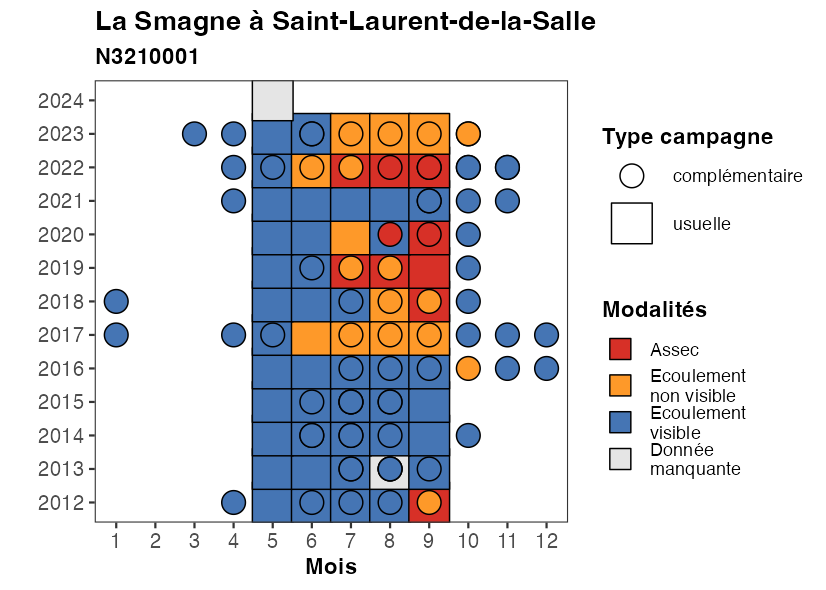 La Smagne à Saint-Laurent-de-la-Salle
N3210001
2024
2023
2022
2021
2020
2019
2018
2017
2016
2015
2014
2013
2012
1 2 3 4 5 6 7 8 9 10 11 12
Mois
Type campagne
complémentaire
usuelle
Modalités
Assec
Ecoulement
non visible
Ecoulement
visible
Donnée
manquante